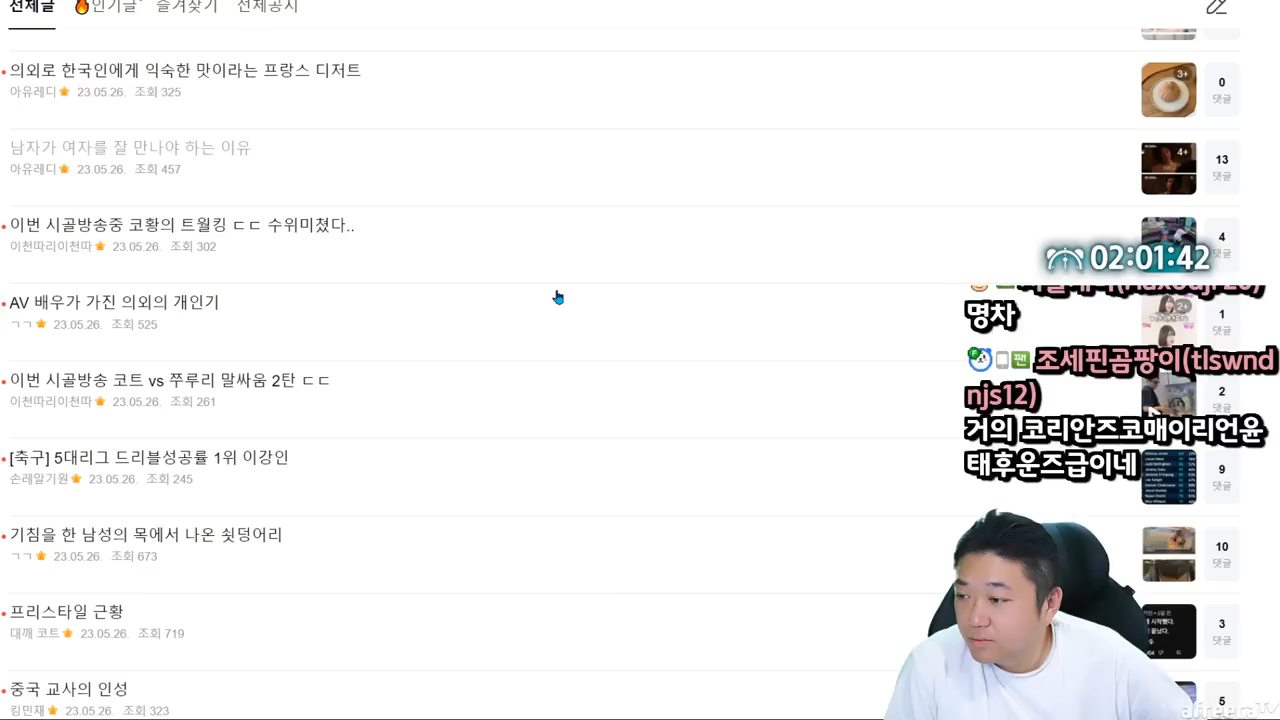 전체글 인기글 즐겨찾기 전체공지
의외로 한국인에게 익숙한 맛이라는 프랑스 디저트
아유레디 23.05.26. 조회 325
3+
0
댓글
남자가 여자를 잘 만나야 하는 이유
아유레디 23.05.26. 조회 457
4+
13
댓글
이번 시골방송중 코황의 트월킹 ㄷㄷ 수위미쳤다..
이천따리이천따 23.05.26. 조회 302
4
댓글
02:01:42
AV 배우가 가진 의외의 개인기
ㄱㄱ 23.05.26. 조회 525
2+
1
댓글
명차
조세핀곰팡이(tlswnd
njs12)
거의 코리안즈코매이리언윤
태후운즈급이네
이번 시골방송 코트 vs 쭈루리 말싸움 2탄 ㄷㄷ
이천따리이천따 23.05.26. 조회 261
2
댓글
[축구] 5대리그 드리블성공률 1위 이강인
23.05.26.
9
댓글
기침을 한 남성의 목에서 나온 쇳덩어리
ㄱㄱ 23.05.26. 조회 673
10
댓글
프리스타일 근황
대깨 코트 23.05.26. 조회 719
3
댓글
중국 교사의 인성
킹민재 23.05.26. 조회 323
5
afreecaTV